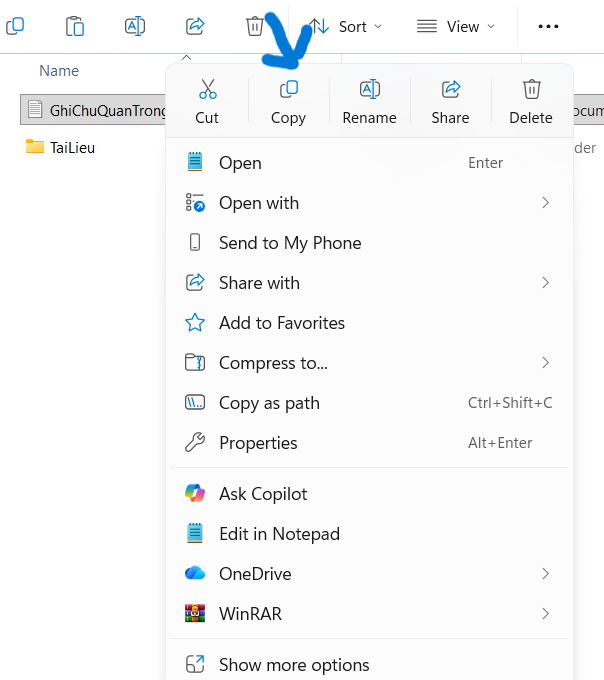 Sort
View
Name
GhiChuQuanTrong
TaiLieu
Cut
Copy
Rename
Share
Delete
Open Enter
Open with
Send to My Phone
Share with
Add to Favorites
Compress to...
Copy as path Ctrl+Shift+C
Properties Alt+Enter
Ask Copilot
Edit in Notepad
OneDrive
WinRAR
Show more options